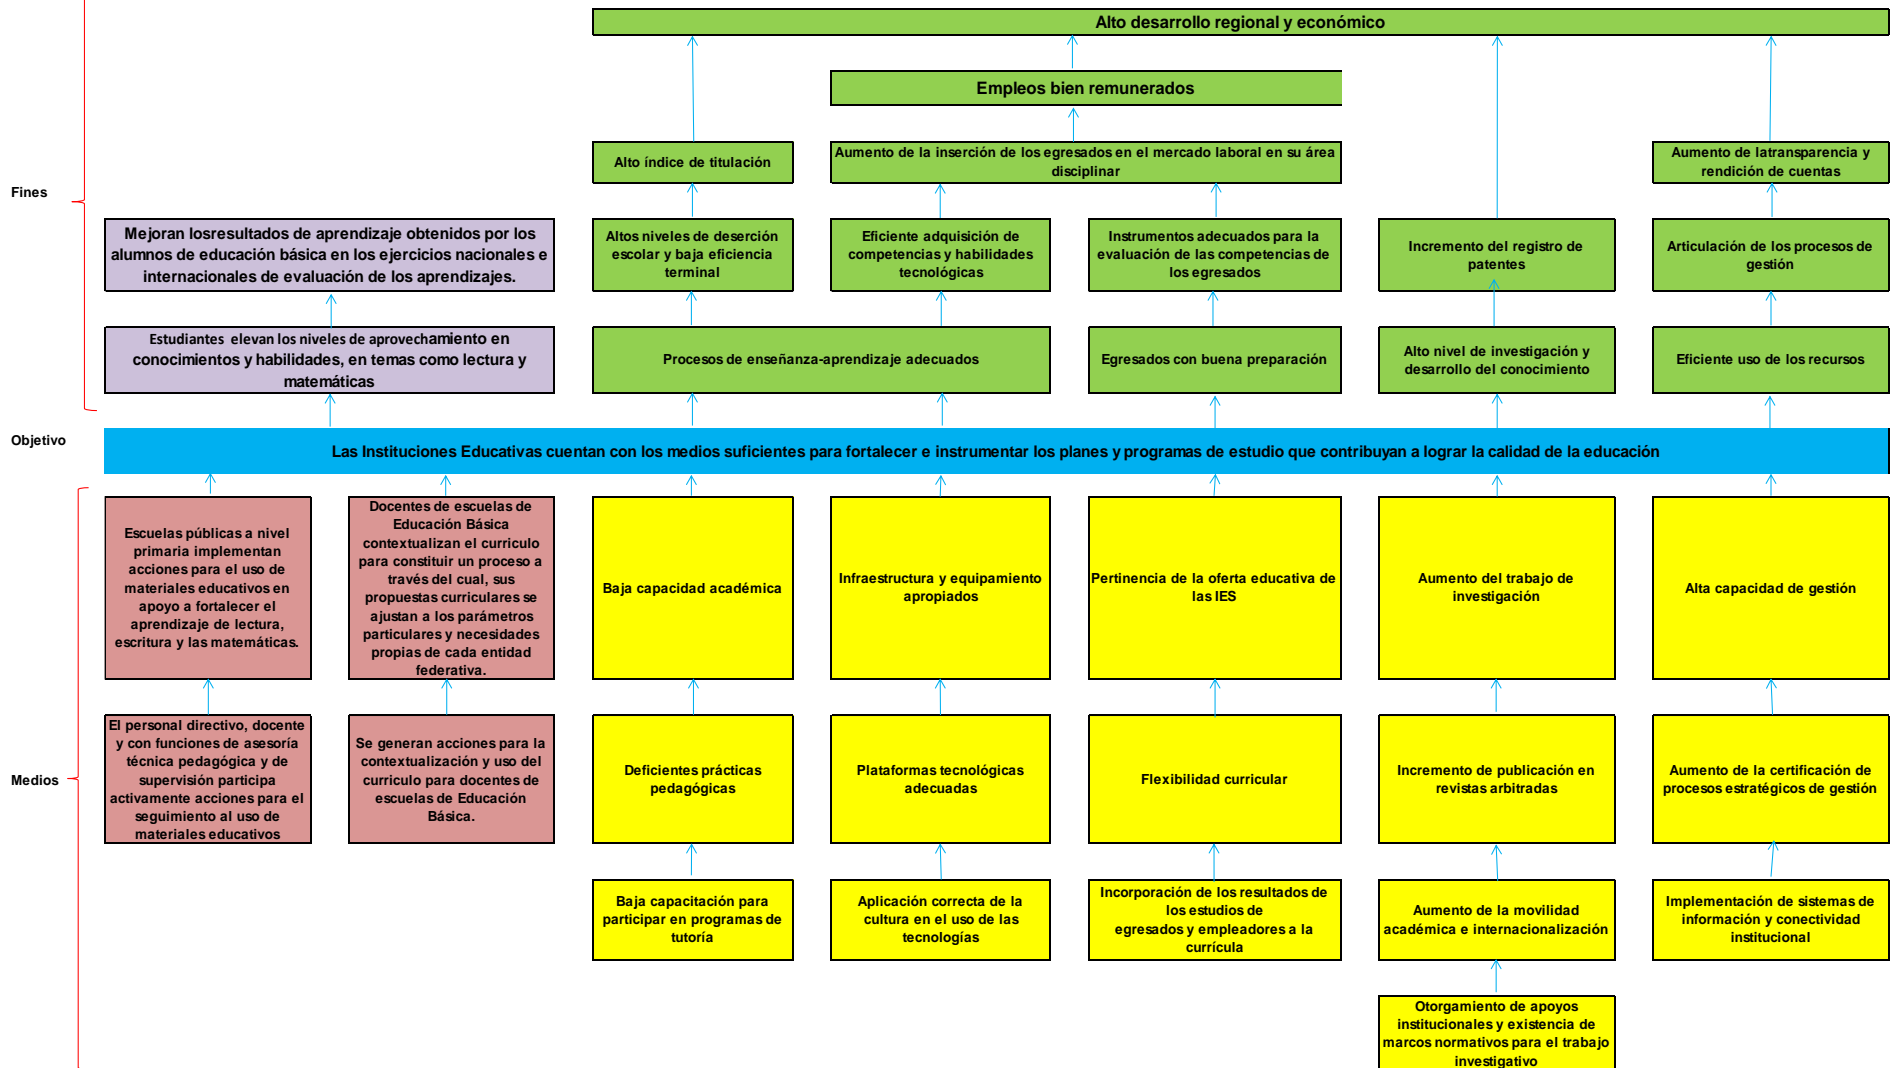 Alto desarrollo regional y económico
Empleos bien remunerados
Alto índice de titulación
Aumento de la inserción de los egresados en el mercado laboral en su área
disciplinar
Aumento de latransparencia y
rendición de cuentas
Fines
Mejoran losresultados de aprendizaje obtenidos por los
alumnos de educación básica en los ejercicios nacionales e
internacionales de evaluación de los aprendizajes.
Altos niveles de deserción
escolar y baja eficiencia
terminal
Eficiente adquisición de
competencias y habilidades
tecnológicas
Instrumentos adecuados para la
evaluación de las competencias de
los egresados
Incremento del registro de
patentes
Articulación de los procesos de
gestión
Estudiantes elevan los niveles de aprovechamiento en
conocimientos y habilidades, en temas como lectura y
matemáticas
Procesos de enseñanza-aprendizaje adecuados
Egresados con buena preparación
Alto nivel de investigación y
desarrollo del conocimiento
Eficiente uso de los recursos
Objetivo
Las Instituciones Educativas cuentan con los medios suficientes para fortalecer e instrumentar los planes y programas de estudio que contribuyan a lograr la calidad de la educación
Escuelas públicas a nivel
primaria implementan
acciones para el uso de
materiales educativos en
apoyo a fortalecer el
aprendizaje de lectura,
escritura y las matemáticas.
Docentes de escuelas de
Educación Básica
contextualizan el curriculo
para constituir un proceso a
través del cual, sus
propuestas curriculares se
ajustan a los parámetros
particulares y necesidades
propias de cada entidad
federativa.
Baja capacidad académica
Infraestructura y equipamiento
apropiados
Pertinencia de la oferta educativa de
las IES
Aumento del trabajo de
investigación
Alta capacidad de gestión
Medios
El personal directivo, docente
y con funciones de asesoría
técnica pedagógica y de
supervisión participa
activamente acciones para el
seguimiento al uso de
materiales educativos
Se generan acciones para la
contextualización y uso del
curriculo para docentes de
escuelas de Educación
Básica.
Deficientes prácticas
pedagógicas
Plataformas tecnológicas
adecuadas
Flexibilidad curricular
Incremento de publicación en
revistas arbitradas
Aumento de la certificación de
procesos estratégicos de gestión
Baja capacitación para
participar en programas de
tutoría
Aplicación correcta de la
cultura en el uso de las
tecnologías
Incorporación de los resultados de
los estudios de
egresados y empleadores a la
currícula
Aumento de la movilidad
académica e internacionalización
Implementación de sistemas de
información y conectividad
institucional
Otorgamiento de apoyos
institucionales y existencia de
marcos normativos para el trabajo
investigativo